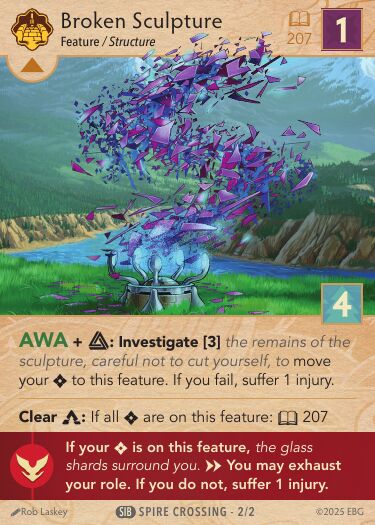 Broken Sculpture
Feature / Structure
207
1
4
AWA + : Investigate [3] the remains of the
sculpture, careful not to cut yourself, to move
your to this feature. If you fail, suffer 1 injury.
Clear : If all are on this feature: 207
If your is on this feature, the glass
shards surround you. You may exhaust
your role. If you do not, suffer 1 injury.
Rob Laskey
SIB SPIRE CROSSING - 2/2
©2025 EBG